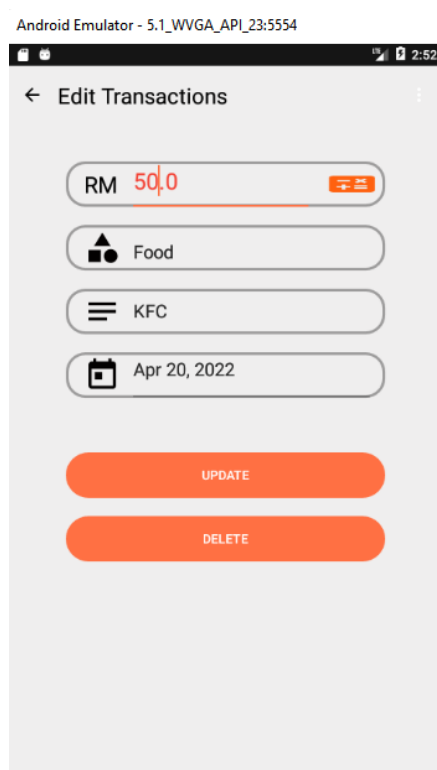 Android Emulator - 5.1_WVGA_API_23:5554
LTE 2:52
Edit Transactions
RM 50.0
Food
KFC
Apr 20, 2022
UPDATE
DELETE